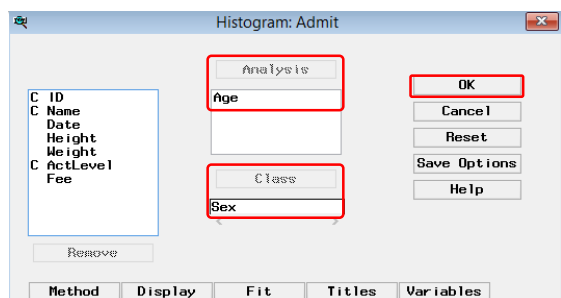 Histogram: Admit
C ID
C Name
Date
Height
Weight
C ActLevel
Fee
Remove
Analysis
Age
Class
Sex
OK
Cancel
Reset
Save Options
Help
Method Display Fit Titles Variables